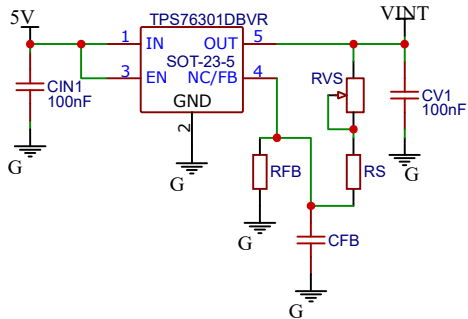 TPS76301DBVR
5V
VINT
1 IN OUT 5
SOT-23-5
3 EN NC/FB 4
GND
2
CIN1
100nF
RVS
CV1
100nF
RFB
RS
G
G
G
G
CFB
G